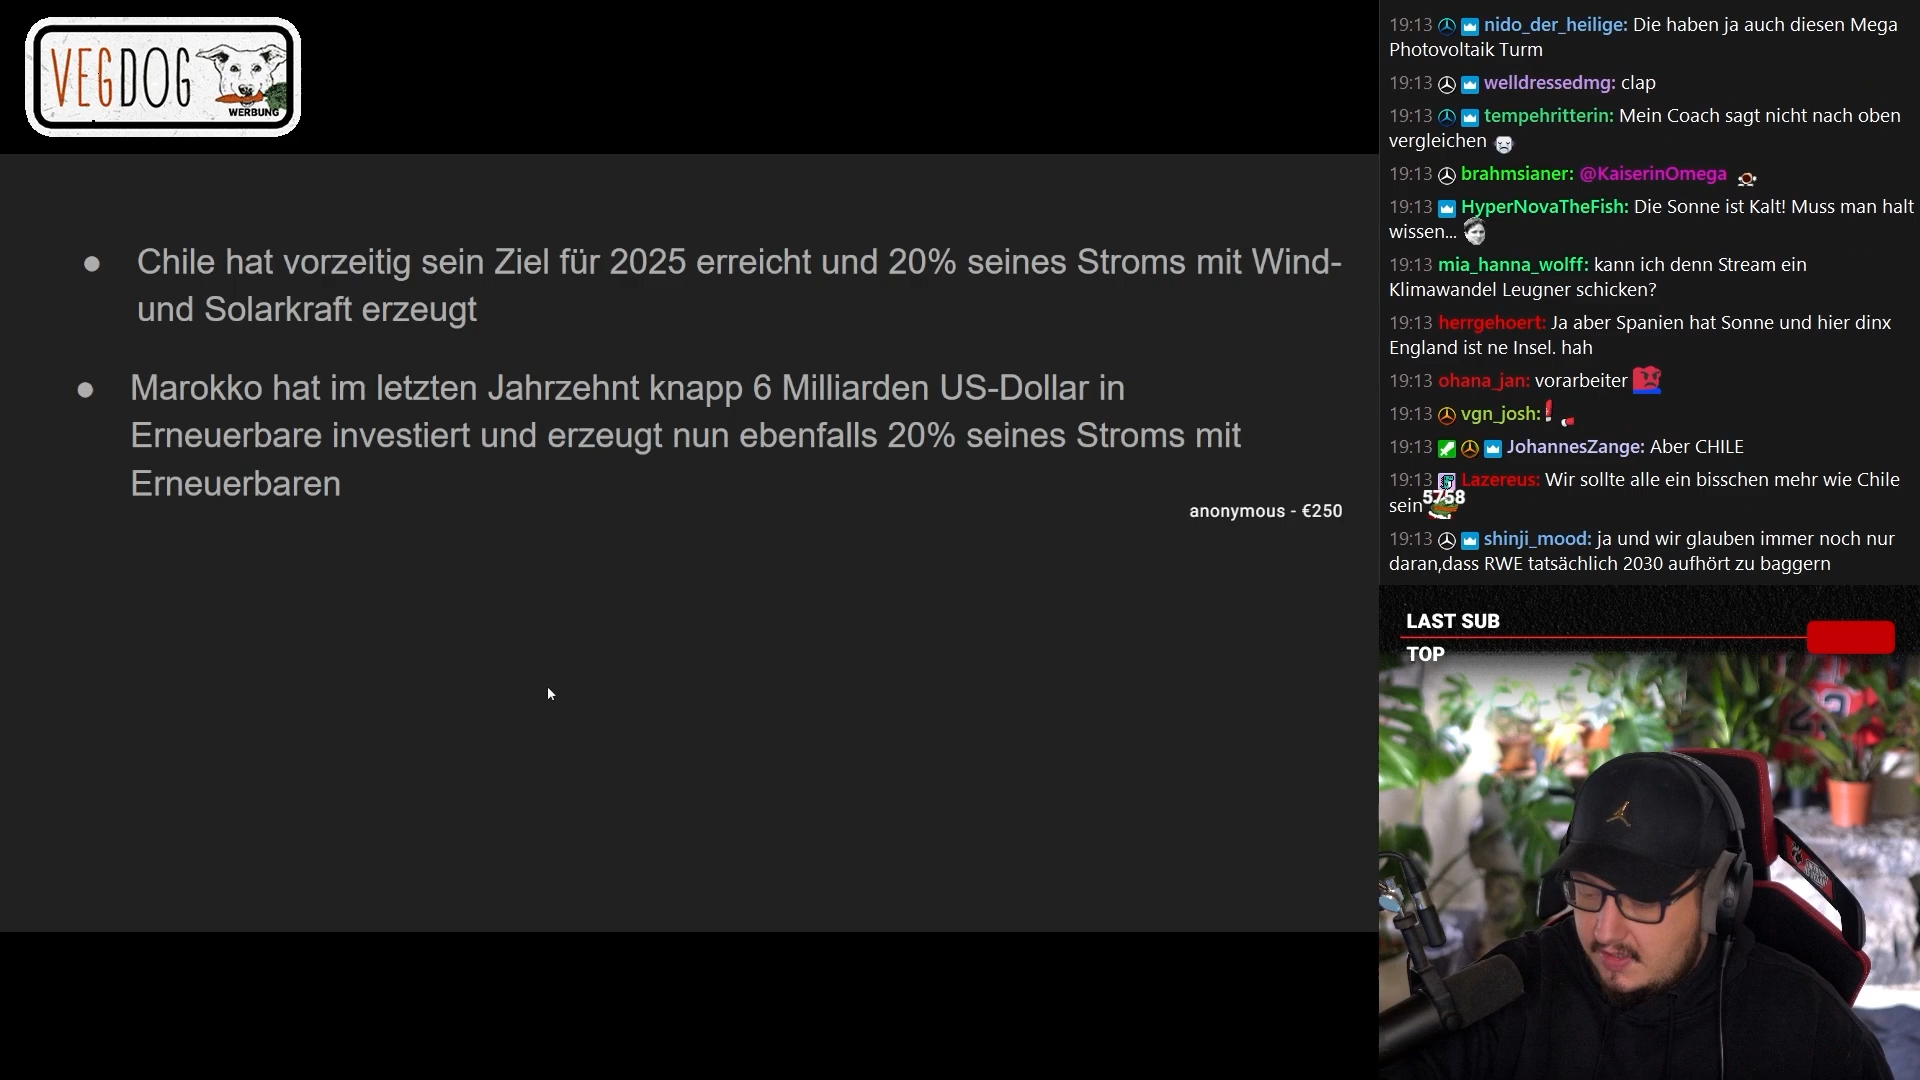 VEGDOG
WERBUNG
● Chile hat vorzeitig sein Ziel für 2025 erreicht und 20% seines Stroms mit Wind-
und Solarkraft erzeugt
● Marokko hat im letzten Jahrzehnt knapp 6 Milliarden US-Dollar in
Erneuerbare investiert und erzeugt nun ebenfalls 20% seines Stroms mit
Erneuerbaren
anonymous - €250
19:13 nido_der_heilige: Die haben ja auch diesen Mega
Photovoltaik Turm
19:13 welldressedmg: clap
19:13 tempehritterin: Mein Coach sagt nicht nach oben
vergleichen
19:13 brahmsianer: @KaiserinOmega
19:13 HyperNovaTheFish: Die Sonne ist Kalt! Muss man halt
wissen...
19:13 mia_hanna_wolff: kann ich denn Stream ein
Klimawandel Leugner schicken?
19:13 herrgehoert: Ja aber Spanien hat Sonne und hier dinx
England ist ne Insel. hah
19:13 ohana_jan: vorarbeiter
19:13 vgn_josh:
19:13 JohannesZange: Aber CHILE
19:13 Lazereus: Wir sollte alle ein bisschen mehr wie Chile
sein 5758
19:13 shinji_mood: ja und wir glauben immer noch nur
daran,dass RWE tatsächlich 2030 aufhört zu baggern
LAST SUB
TOP